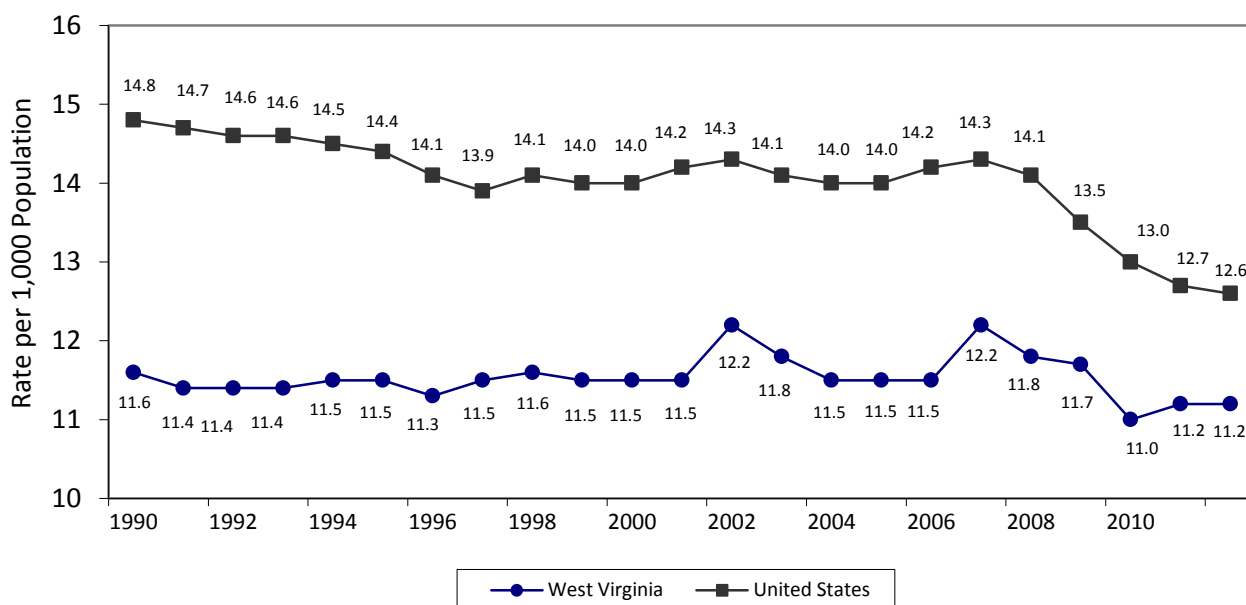 Rate per 1,000 Population
16
15
14
13
12
11
10
14.8 14.7 14.6 14.6 14.5 14.4 14.1 13.9 14.1 14.0 14.0 14.2 14.3 14.1 14.0 14.0 14.2 14.3 14.1 13.5 13.0 12.7 12.6
11.6 11.4 11.4 11.4 11.5 11.5 11.3 11.5 11.6 11.5 11.5 11.5 12.2 11.8 11.5 11.5 11.5 12.2 11.8 11.7 11.0 11.2 11.2
1990 1992 1994 1996 1998 2000 2002 2004 2006 2008 2010
West Virginia United States